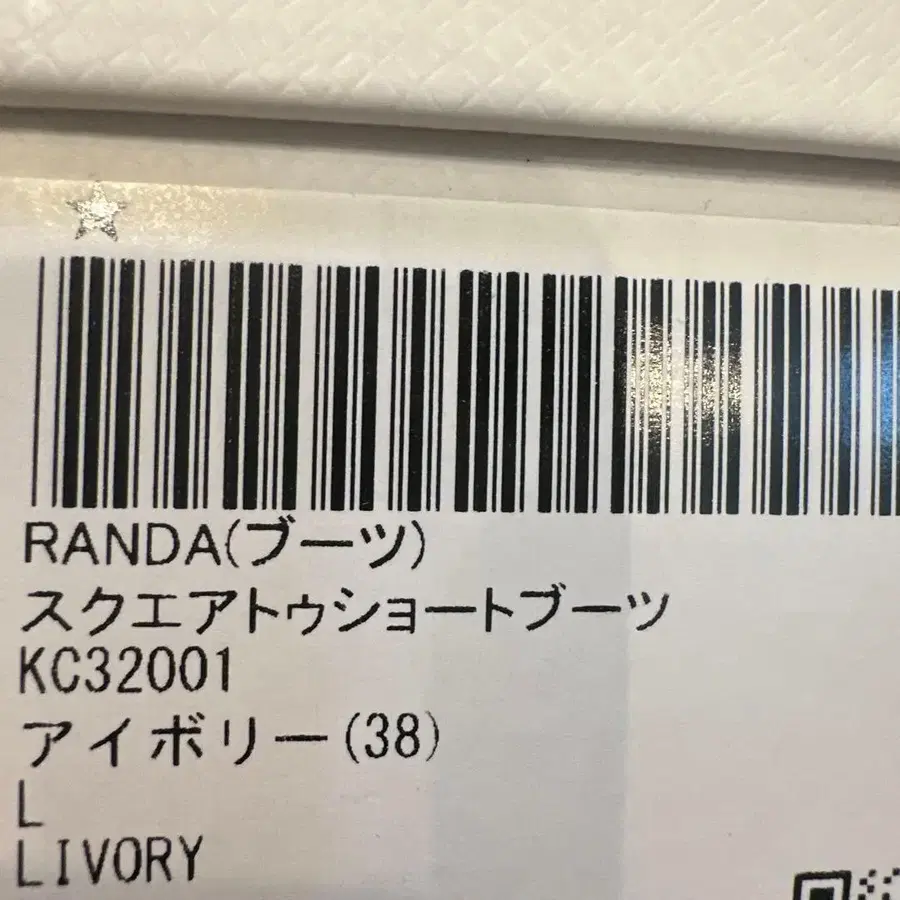 RANDA(ブーツ)
スクエアトゥショートブーツ
KC32001
アイボリー(38)
L
LIVORY